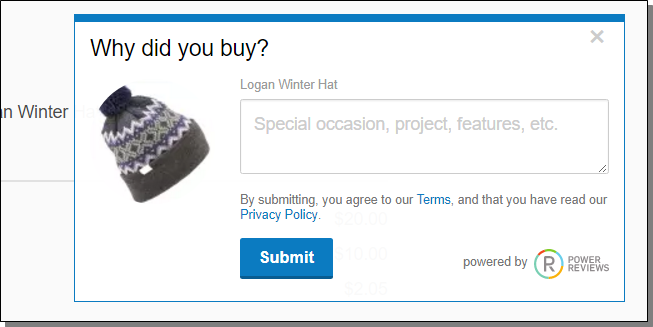 Why did you buy?
×
Logan Winter Hat
an Winter
Special occasion, project, features, etc.
By submitting, you agree to our Terms, and that you have read our
Privacy Policy.
$20.00
Submit
$10.00
powered by
R
POWER
REVIEWS
$2.05